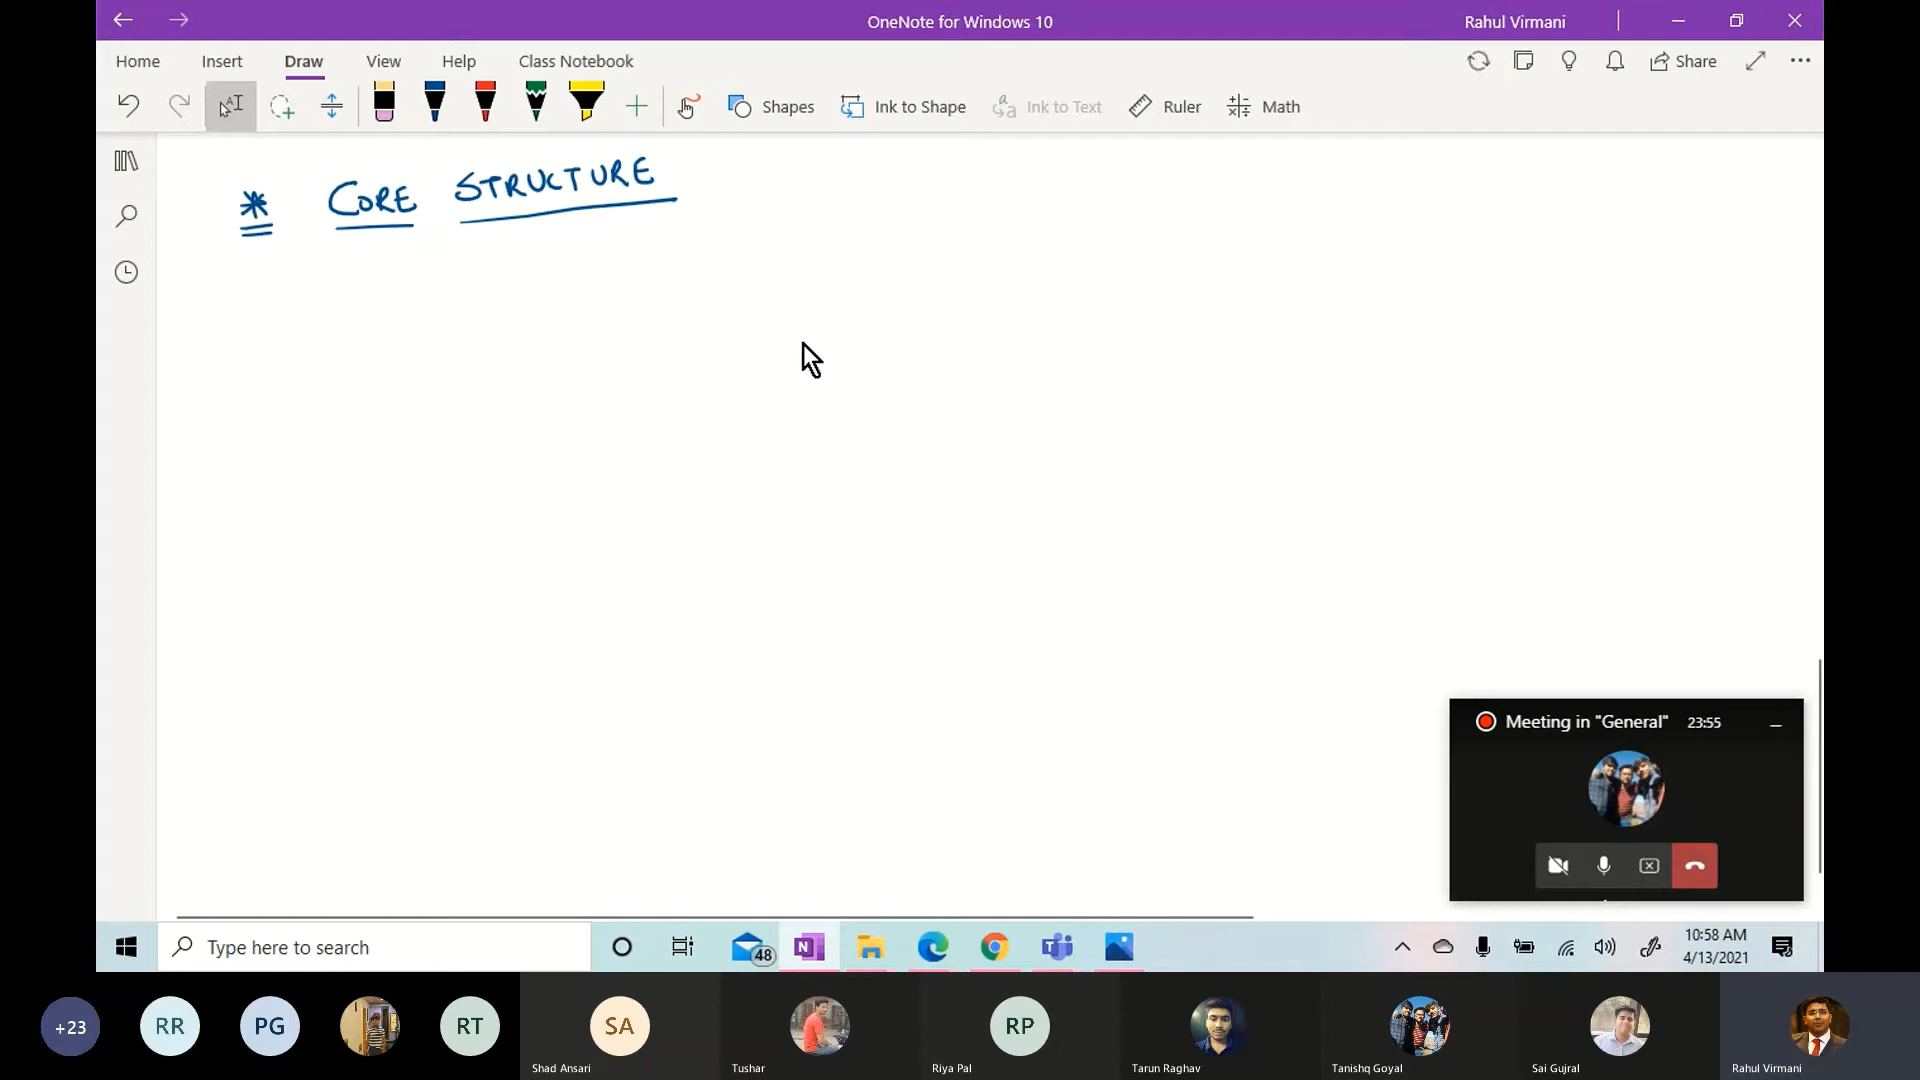 OneNote for Windows 10
Rahul Virmani
Home Insert Draw View Help Class Notebook
Share
Shapes Ink to Shape Ink to Text Ruler Math
* CORE STRUCTURE
Meeting in "General" 23:55
Type here to search
48
10:58 AM
4/13/2021
+23 RR PG RT SA RP
Shad Ansari Tushar Riya Pal Tarun Raghav Tanishq Goyal Sai Gujral Rahul Virmani